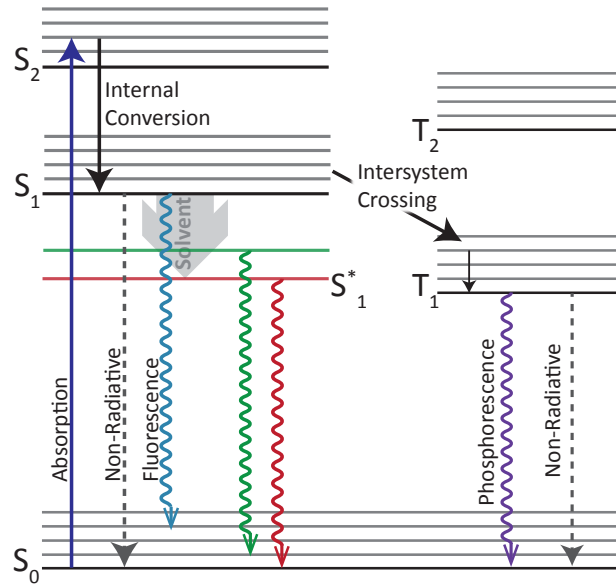 S2
Internal
Conversion
T2
S1
Intersystem
Crossing
Solvent
S*1
T1
Absorption
Non-Radiative
Fluorescence
Phosphorescence
Non-Radiative
S0